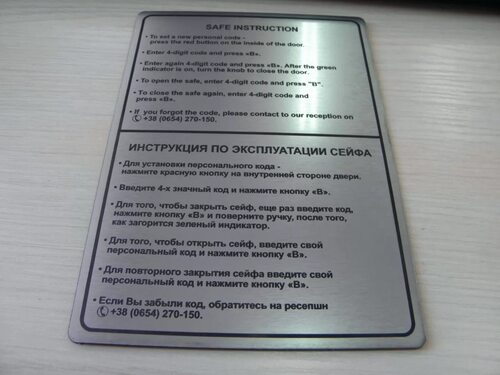 SAFE INSTRUCTION
• To set a new personal code -
press the red button on the inside of the door.
• Enter 4-digit code and press «B».
• Enter again 4-digit code and press «B». After the green
indicator is on, turn the knob to close the door.
• To open the safe, enter 4-digit code and press "B".
• To close the safe again, enter 4-digit code and
press «B».
• If you forgot the code, please contact to our reception on
✆ +38 (0654) 270-150.
ИНСТРУКЦИЯ ПО ЭКСПЛУАТАЦИИ СЕЙФА
• Для установки персонального кода -
нажмите красную кнопку на внутренней стороне двери.
• Введите 4-х значный код и нажмите кнопку «В».
• Для того, чтобы закрыть сейф, еще раз введите код,
нажмите кнопку «В» и поверните ручку, после того,
как загорится зеленый индикатор.
• Для того, чтобы открыть сейф, введите свой
персональный код и нажмите кнопку «В».
• Для повторного закрытия сейфа введите свой
персональный код и нажмите кнопку «В».
• Если Вы забыли код, обратитесь на ресепшн
✆ +38 (0654) 270-150.